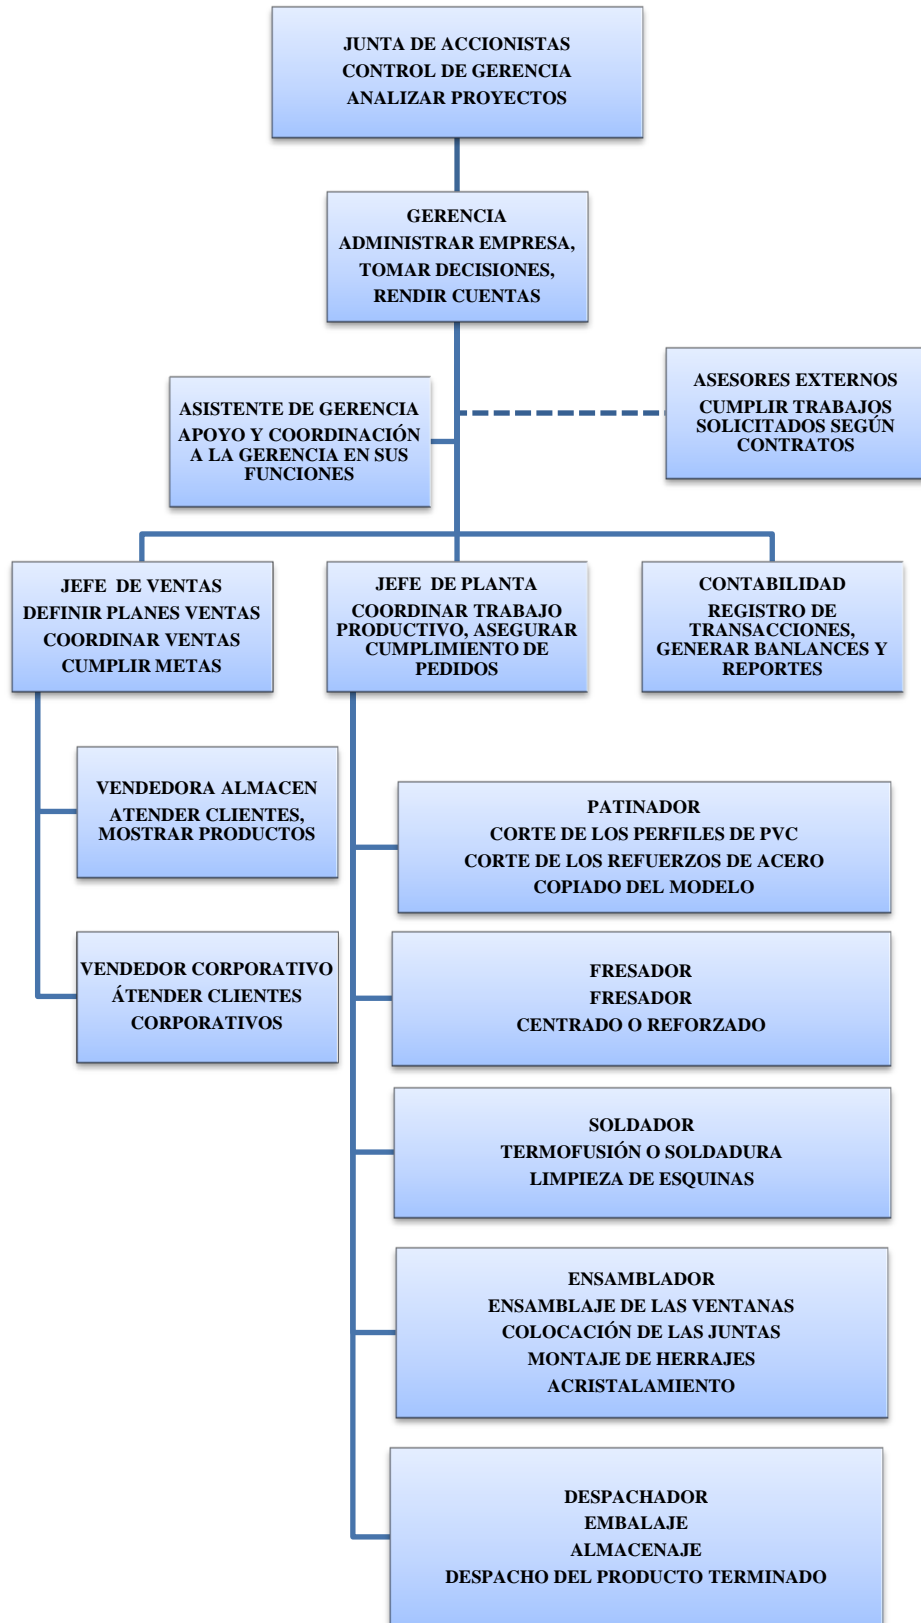 JUNTA DE ACCIONISTAS
CONTROL DE GERENCIA
ANALIZAR PROYECTOS
GERENCIA
ADMINISTRAR EMPRESA,
TOMAR DECISIONES,
RENDIR CUENTAS
ASISTENTE DE GERENCIA
APOYO Y COORDINACIÓN
A LA GERENCIA EN SUS
FUNCIONES
ASESORES EXTERNOS
CUMPLIR TRABAJOS
SOLICITADOS SEGÚN
CONTRATOS
JEFE DE VENTAS
DEFINIR PLANES VENTAS
COORDINAR VENTAS
CUMPLIR METAS
JEFE DE PLANTA
COORDINAR TRABAJO
PRODUCTIVO, ASEGURAR
CUMPLIMIENTO DE
PEDIDOS
CONTABILIDAD
REGISTRO DE
TRANSACCIONES,
GENERAR BANLANCES Y
REPORTES
VENDEDORA ALMACEN
ATENDER CLIENTES,
MOSTRAR PRODUCTOS
VENDEDOR CORPORATIVO
ÁTENDER CLIENTES
CORPORATIVOS
PATINADOR
CORTE DE LOS PERFILES DE PVC
CORTE DE LOS REFUERZOS DE ACERO
COPIADO DEL MODELO
FRESADOR
FRESADOR
CENTRADO O REFORZADO
SOLDADOR
TERMOFUSIÓN O SOLDADURA
LIMPIEZA DE ESQUINAS
ENSAMBLADOR
ENSAMBLAJE DE LAS VENTANAS
COLOCACIÓN DE LAS JUNTAS
MONTAJE DE HERRAJES
ACRISTALAMIENTO
DESPACHADOR
EMBALAJE
ALMACENAJE
DESPACHO DEL PRODUCTO TERMINADO